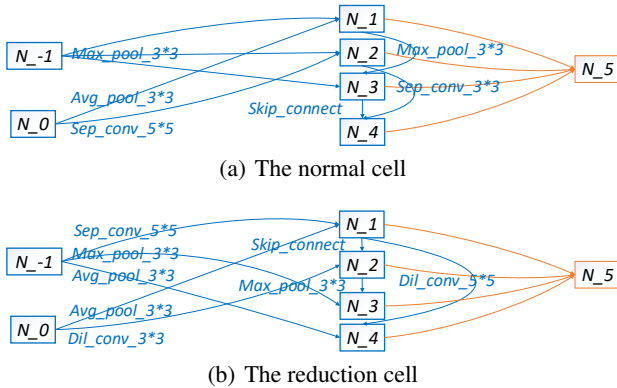 N_1
N_-1
Max_pool_3*3
N_2
Max_pool_3*3
N_5
N_3
Avg_pool_3*3
Sep_conv_3*3
N_0
Sep_conv_5*5
Skip_connect
N_4
(a) The normal cell
Sep_conv_5*5
N_1
Skip_connect
N_-1
Max_pool_3*3
N_2
N_5
Avg_pool_3*3
Max_pool_3*3
Dil_conv_5*5
N_3
Avg_pool_3*3
N_0
Dil_conv_3*3
N_4
(b) The reduction cell